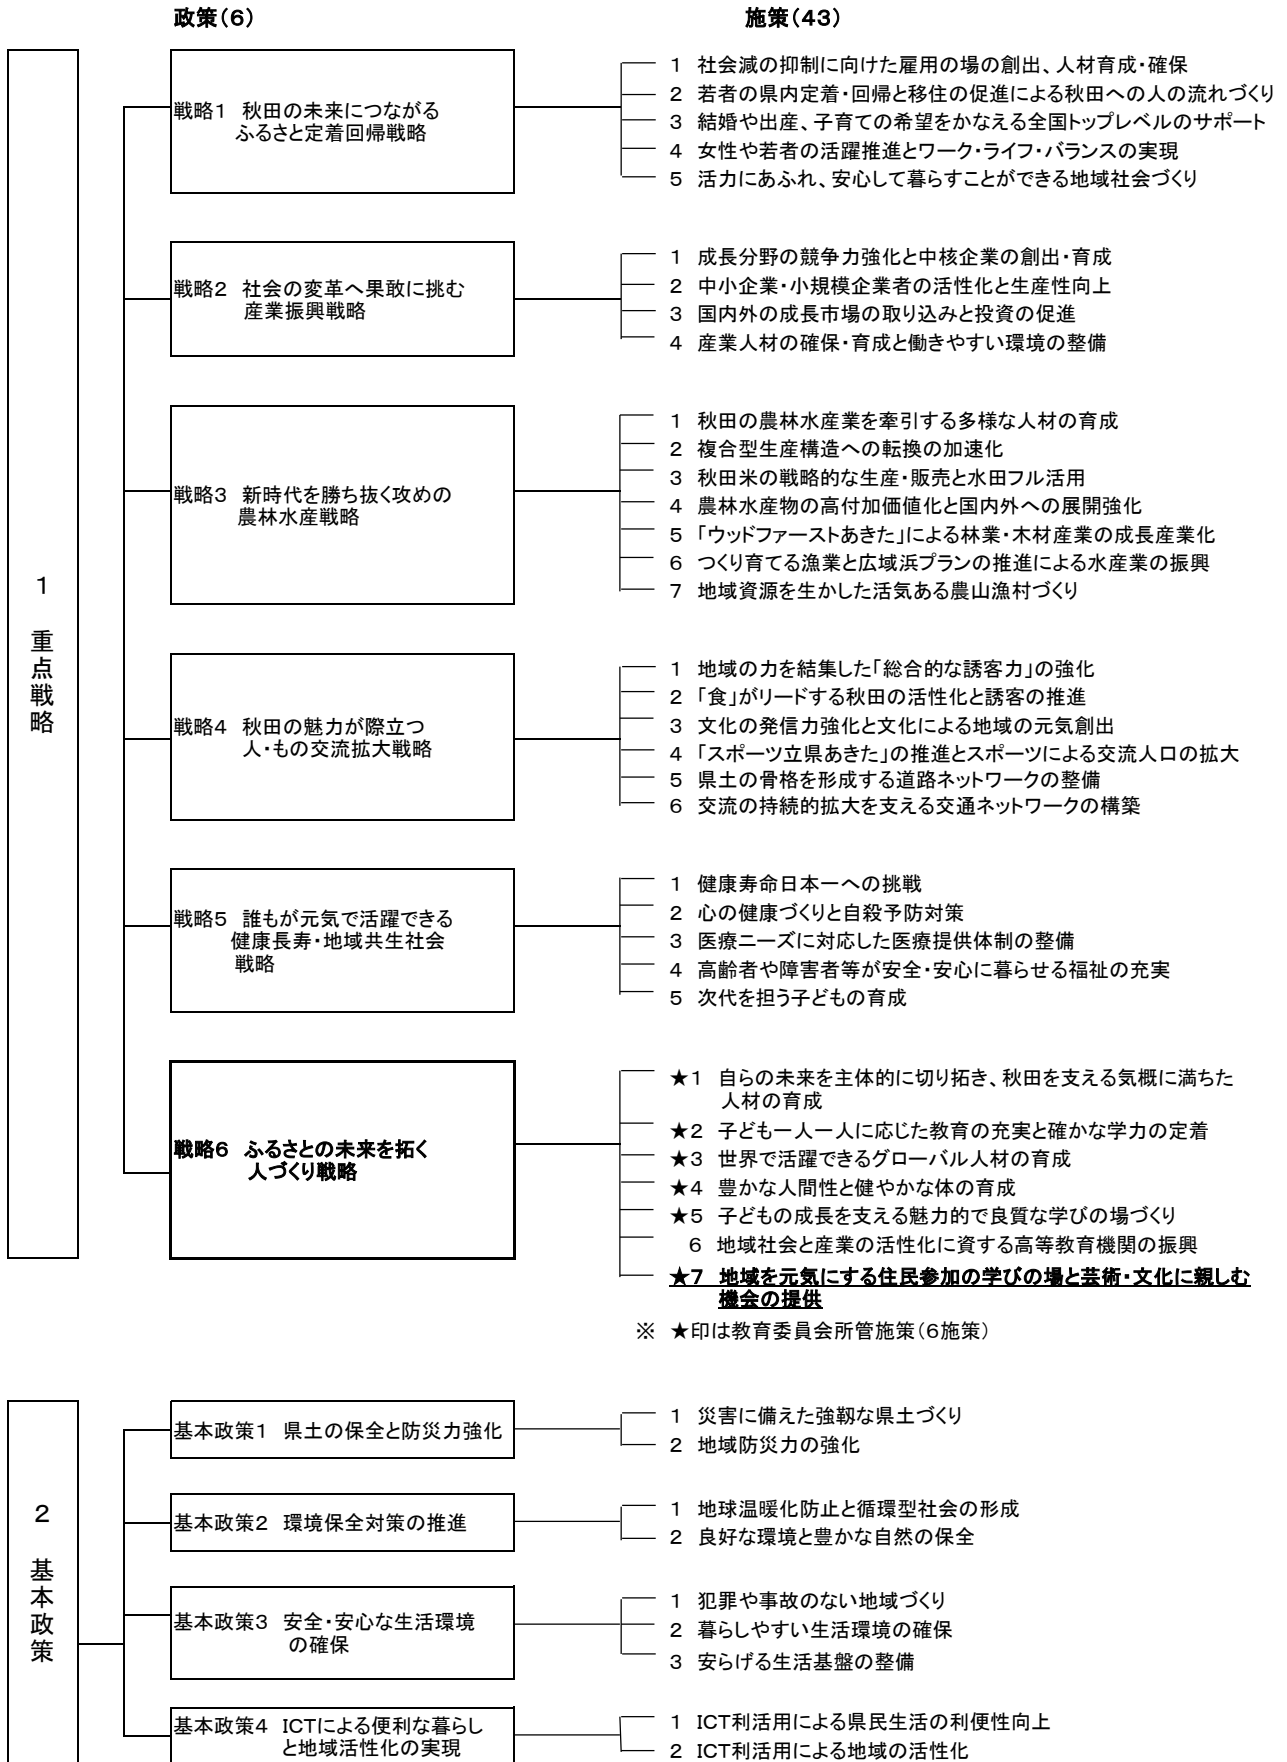 政策(6)
施策(43)
1 重点戦略
戦略1 秋田の未来につながる
ふるさと定着回帰戦略
1 社会減の抑制に向けた雇用の場の創出、人材育成・確保
2 若者の県内定着・回帰と移住の促進による秋田への人の流れづくり
3 結婚や出産、子育ての希望をかなえる全国トップレベルのサポート
4 女性や若者の活躍推進とワーク・ライフ・バランスの実現
5 活力にあふれ、安心して暮らすことができる地域社会づくり
戦略2 社会の変革へ果敢に挑む
産業振興戦略
1 成長分野の競争力強化と中核企業の創出・育成
2 中小企業・小規模企業者の活性化と生産性向上
3 国内外の成長市場の取り込みと投資の促進
4 産業人材の確保・育成と働きやすい環境の整備
戦略3 新時代を勝ち抜く攻めの
農林水産戦略
1 秋田の農林水産業を牽引する多様な人材の育成
2 複合型生産構造への転換の加速化
3 秋田米の戦略的な生産・販売と水田フル活用
4 農林水産物の高付加価値化と国内外への展開強化
5 「ウッドファーストあきた」による林業・木材産業の成長産業化
6 つくり育てる漁業と広域浜プランの推進による水産業の振興
7 地域資源を生かした活気ある農山漁村づくり
戦略4 秋田の魅力が際立つ
人・もの交流拡大戦略
1 地域の力を結集した「総合的な誘客力」の強化
2 「食」がリードする秋田の活性化と誘客の推進
3 文化の発信力強化と文化による地域の元気創出
4 「スポーツ立県あきた」の推進とスポーツによる交流人口の拡大
5 県土の骨格を形成する道路ネットワークの整備
6 交流の持続的拡大を支える交通ネットワークの構築
戦略5 誰もが元気で活躍できる
健康長寿・地域共生社会
戦略
1 健康寿命日本一への挑戦
2 心の健康づくりと自殺予防対策
3 医療ニーズに対応した医療提供体制の整備
4 高齢者や障害者等が安全・安心に暮らせる福祉の充実
5 次代を担う子どもの育成
戦略6 ふるさとの未来を拓く
人づくり戦略
★1 自らの未来を主体的に切り拓き、秋田を支える気概に満ちた
人材の育成
★2 子ども一人一人に応じた教育の充実と確かな学力の定着
★3 世界で活躍できるグローバル人材の育成
★4 豊かな人間性と健やかな体の育成
★5 子どもの成長を支える魅力的で良質な学びの場づくり
6 地域社会と産業の活性化に資する高等教育機関の振興
★7 地域を元気にする住民参加の学びの場と芸術・文化に親しむ
機会の提供
※ ★印は教育委員会所管施策(6施策)
2 基本政策
基本政策1 県土の保全と防災力強化
1 災害に備えた強靱な県土づくり
2 地域防災力の強化
基本政策2 環境保全対策の推進
1 地球温暖化防止と循環型社会の形成
2 良好な環境と豊かな自然の保全
基本政策3 安全・安心な生活環境
の確保
1 犯罪や事故のない地域づくり
2 暮らしやすい生活環境の確保
3 安らげる生活基盤の整備
基本政策4 ICTによる便利な暮らし
と地域活性化の実現
1 ICT利活用による県民生活の利便性向上
2 ICT利活用による地域の活性化